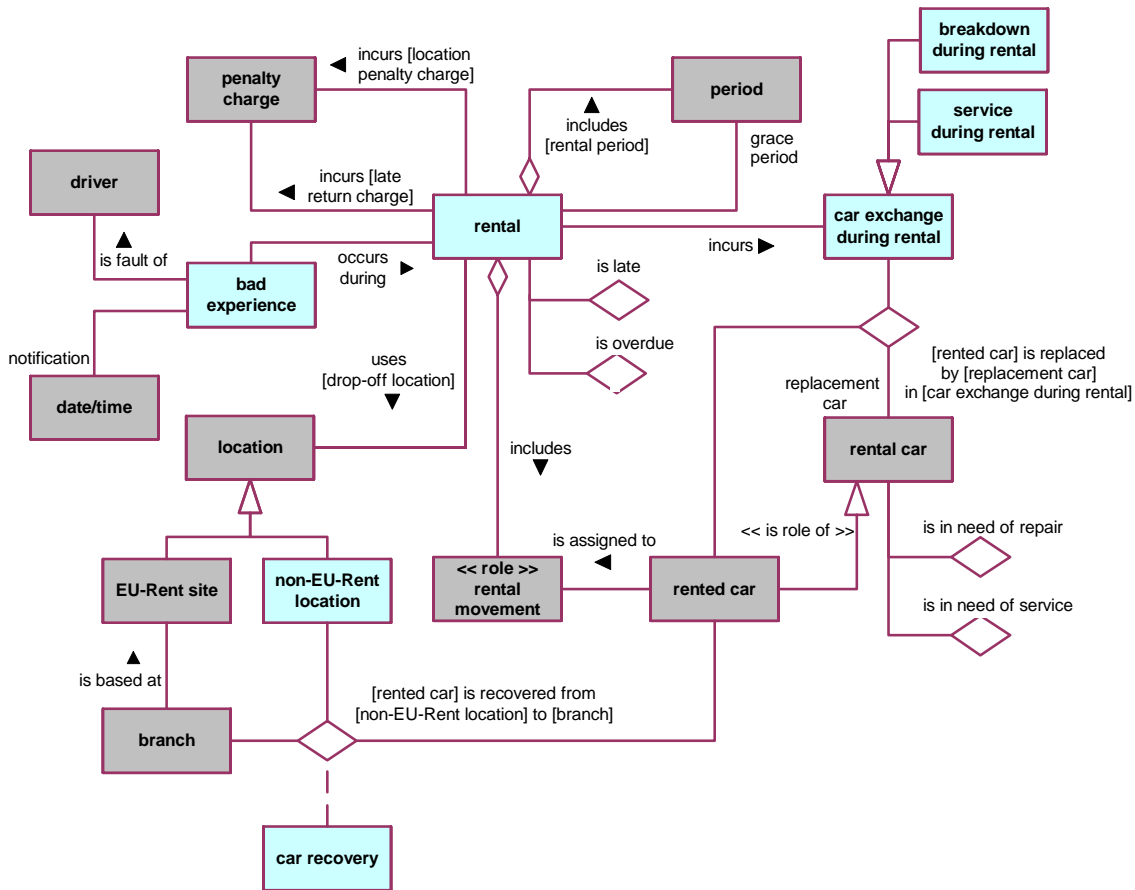 breakdown
during rental
incurs [location
penalty charge]
penalty
charge
period
service
during rental
includes
[rental period]
grace
period
driver
incurs [late
return charge]
rental
car exchange
during rental
is fault of
occurs
during
incurs
bad
experience
is late
notification
uses
[drop-off location]
is overdue
[rented car] is replaced
by [replacement car]
in [car exchange during rental]
replacement
car
date/time
location
includes
rental car
<< is role of >>
is in need of repair
is assigned to
EU-Rent site
non-EU-Rent
location
<< role >>
rental
movement
rented car
is in need of service
is based at
[rented car] is recovered from
[non-EU-Rent location] to [branch]
branch
car recovery